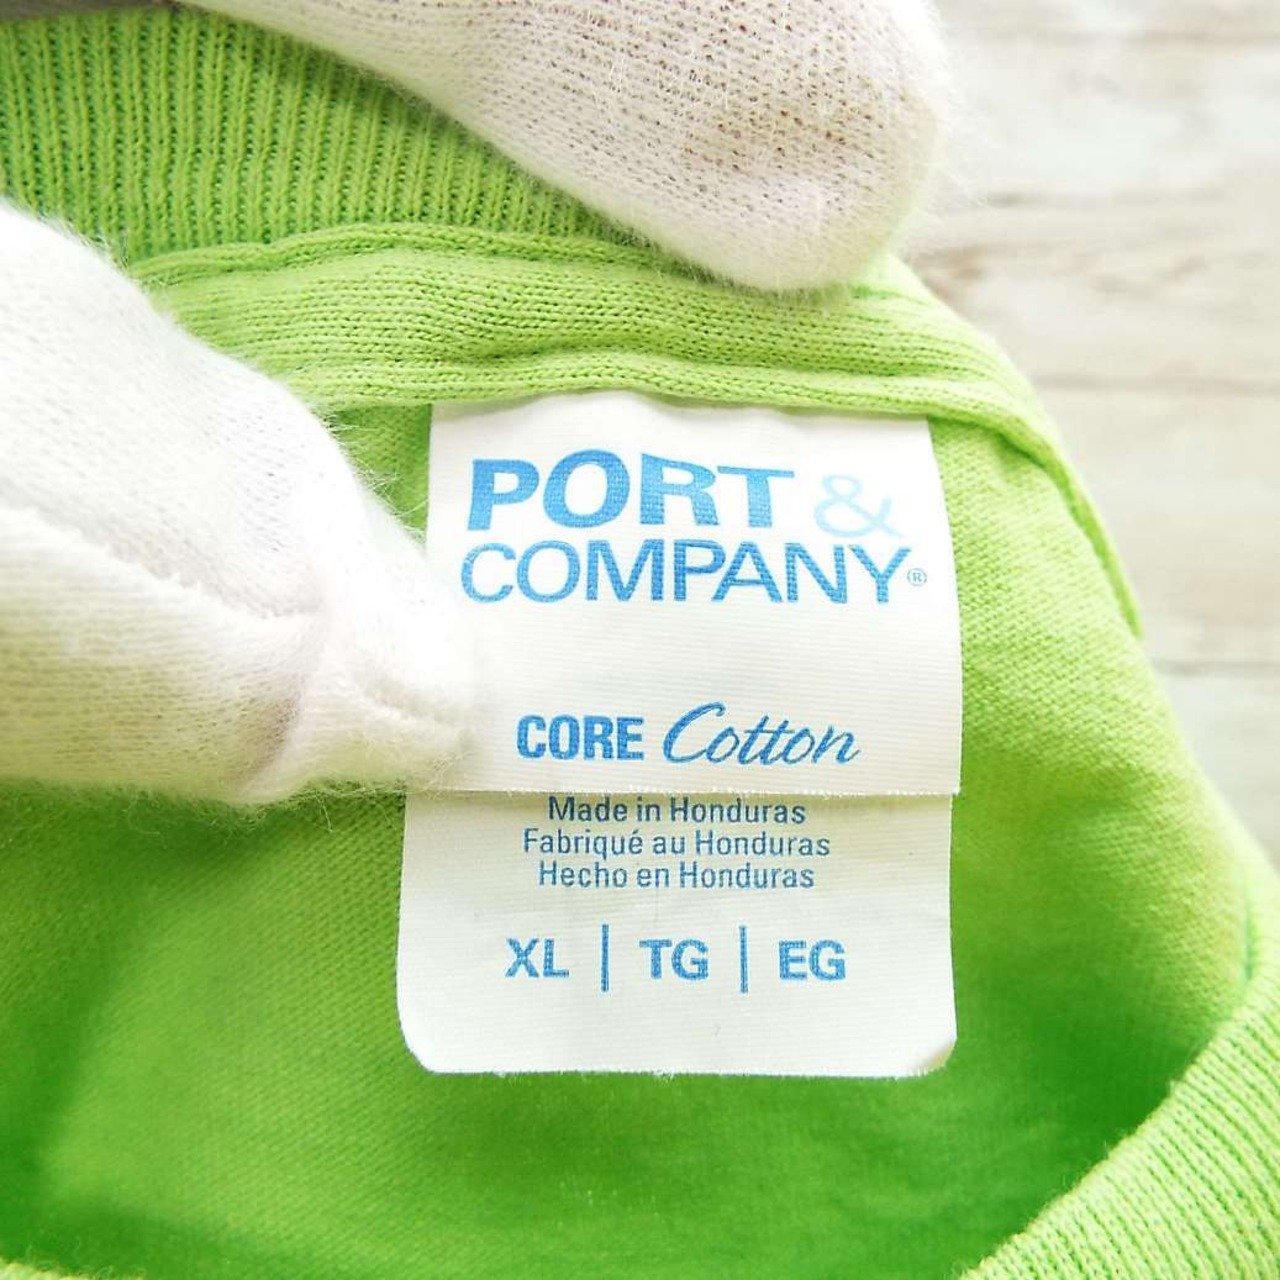 PORT &
COMPANY®
CORE Cotton
Made in Honduras
Fabriqué au Honduras
Hecho en Honduras
XL | TG | EG